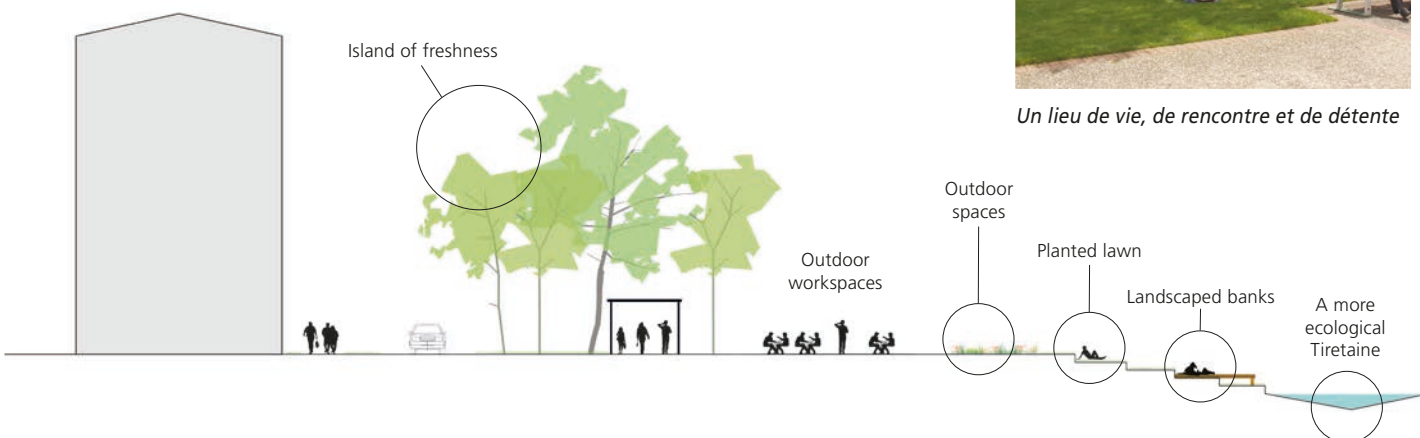 Island of freshness
Un lieu de vie, de rencontre et de détente
Outdoor
spaces
Outdoor
workspaces
Planted lawn
Landscaped banks
A more
ecological
Tiretaine